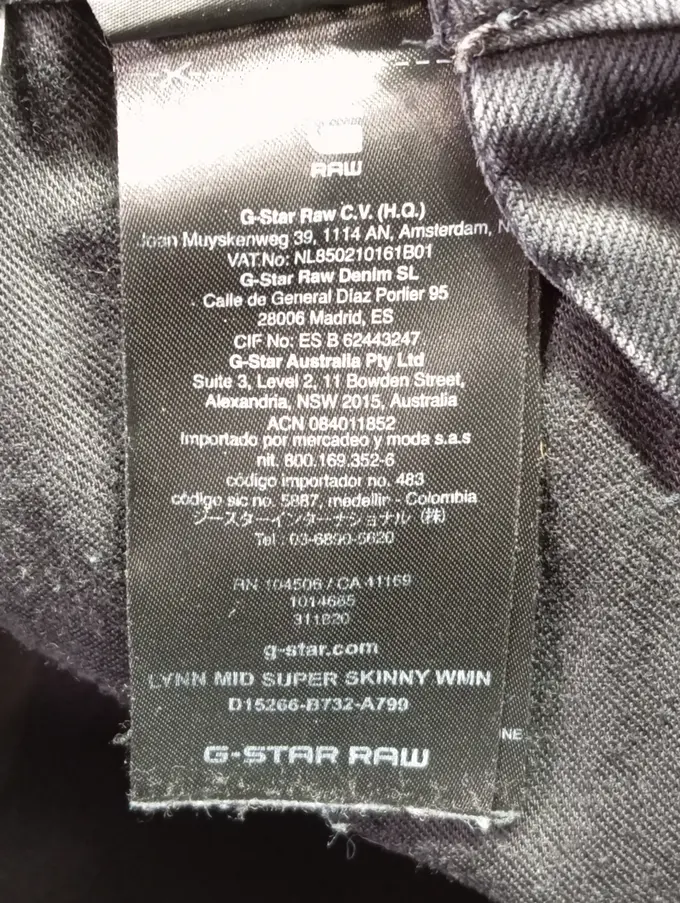 RAW
G-Star Raw C.V. (H.Q.)
Joan Muyskenweg 39, 1114 AN, Amsterdam, N
VAT.No: NL850210161B01
G-Star Raw Denim SL
Calle de General Díaz Porlier 95
28006 Madrid, ES
CIF No: ES B 62443247
G-Star Australia Pty Ltd
Suite 3, Level 2, 11 Bowden Street,
Alexandria, NSW 2015, Australia
ACN 084011852
Importado por mercadeo y moda s.a.s
nit. 800.169.352-6
código importador no. 483
código sic no. 5887, medellin - Colombia
ジースターインターナショナル (株)
Tel : 03-6890-5620
RN 104506 / CA 41159
1014685
311820
g-star.com
LYNN MID SUPER SKINNY WMN
D15266-B732-A799
NE
G-STAR RAW